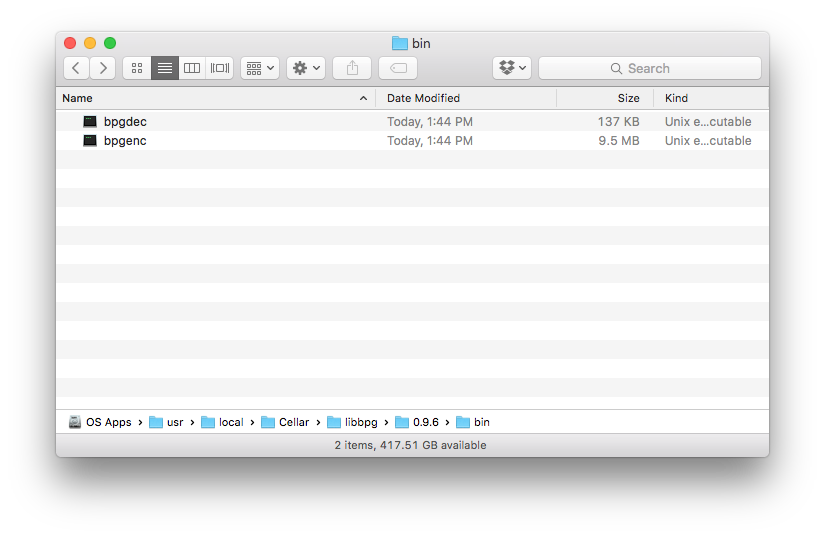 bin
Search
Name Date Modified Size Kind
bpgdec Today, 1:44 PM 137 KB Unix e...cutable
bpgenc Today, 1:44 PM 9.5 MB Unix e...cutable
OS Apps › usr › local › Cellar › libbpg › 0.9.6 › bin
2 items, 417.51 GB available